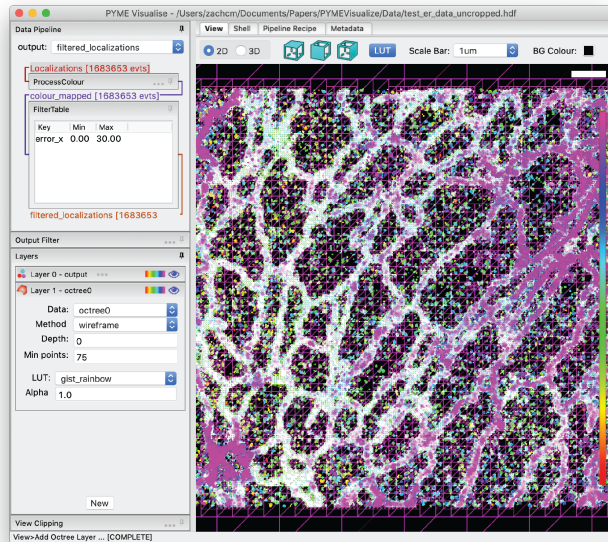 PYME Visualise - /Users/zachcm/Documents/Papers/PYMEVisualize/Data/test_er_data_uncropped.hdf
Data Pipeline
output: filtered_localizations
Localizations [1683653 evts]
ProcessColour
colour_mapped [1683653 evts]
FilterTable
Key Min Max
error_x 0.00 30.00
filtered_localizations [1683653
Output Filter
Layers
Layer 0 - output
Layer 1 - octree0
Data: octree0
Method wireframe
Depth: 0
Min points: 75
LUT: gist_rainbow
Alpha 1.0
New
View Clipping
View>Add Octree Layer ... [COMPLETE]
View Shell Pipeline Recipe Metadata
2D 3D LUT Scale Bar: 1um BG Colour: